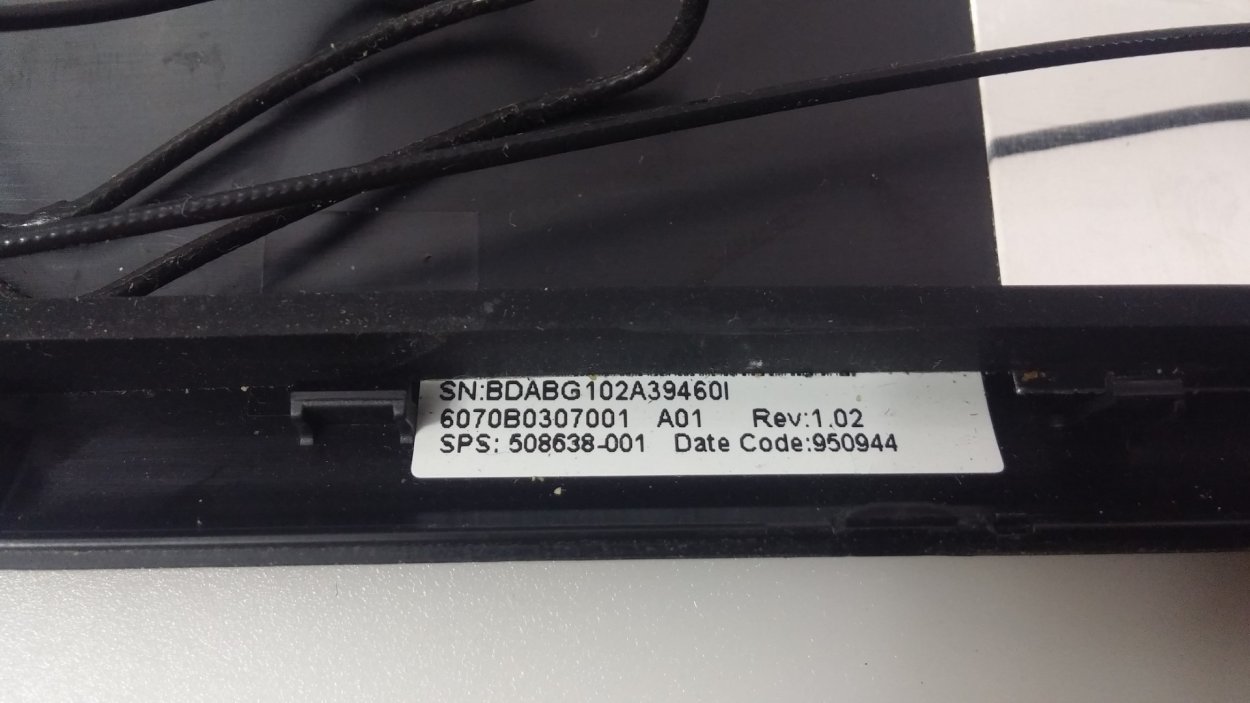 SN:BDABG102A39460I
6070B0307001 A01 Rev:1.02
SPS: 508638-001 Date Code:950944